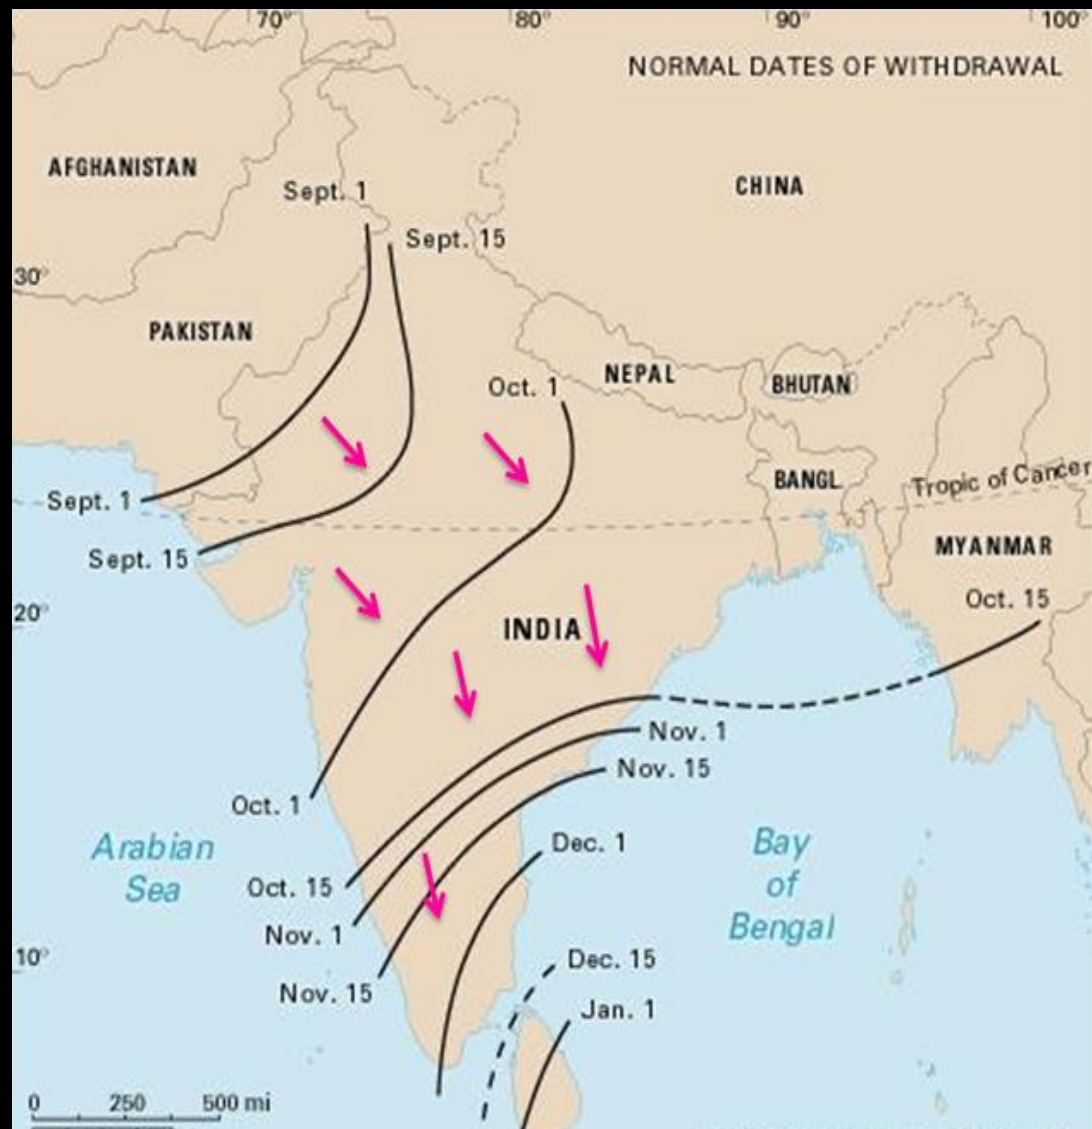 70°
80°
90°
100°
NORMAL DATES OF WITHDRAWAL
AFGHANISTAN
CHINA
Sept. 1
Sept. 15
30°
PAKISTAN
NEPAL
BHUTAN
Oct. 1
BANGL.
Tropic of Cancer
Sept. 1
Sept. 15
MYANMAR
Oct. 15
20°
INDIA
Nov. 1
Nov. 15
Oct. 1
Arabian
Sea
Dec. 1
Bay
of
Bengal
Oct. 15
Nov. 1
10°
Dec. 15
Nov. 15
Jan. 1
0 250 500 mi